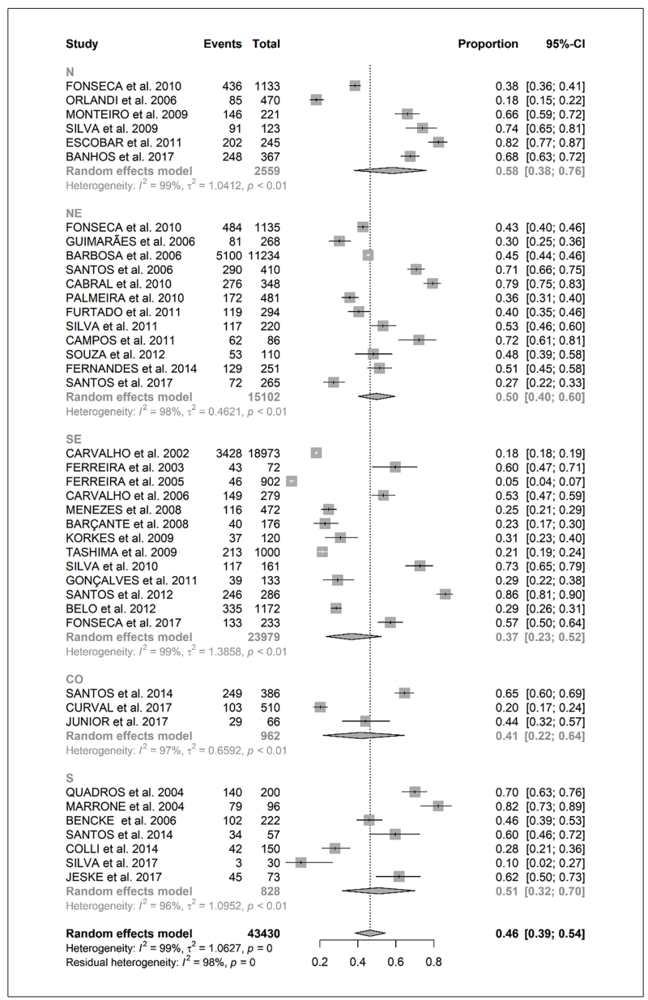 Study Events Total Proportion 95%-CI
N
FONSECA et al. 2010 436 1133 0.38 [0.36; 0.41]
ORLANDI et al. 2006 85 470 0.18 [0.15; 0.22]
MONTEIRO et al. 2009 146 221 0.66 [0.59; 0.72]
SILVA et al. 2009 91 123 0.74 [0.65; 0.81]
ESCOBAR et al. 2011 202 245 0.82 [0.77; 0.87]
BANHOS et al. 2017 248 367 0.68 [0.63; 0.72]
Random effects model 2559 0.58 [0.38; 0.76]
Heterogeneity: I² = 99%, τ² = 1.0412, p < 0.01
NE
FONSECA et al. 2010 484 1135 0.43 [0.40; 0.46]
GUIMARÃES et al. 2006 81 268 0.30 [0.25; 0.36]
BARBOSA et al. 2006 5100 11234 0.45 [0.44; 0.46]
SANTOS et al. 2006 290 410 0.71 [0.66; 0.75]
CABRAL et al. 2010 276 348 0.79 [0.75; 0.83]
PALMEIRA et al. 2010 172 481 0.36 [0.31; 0.40]
FURTADO et al. 2011 119 294 0.40 [0.35; 0.46]
SILVA et al. 2011 117 220 0.53 [0.46; 0.60]
CAMPOS et al. 2011 62 86 0.72 [0.61; 0.81]
SOUZA et al. 2012 53 110 0.48 [0.39; 0.58]
FERNANDES et al. 2014 129 251 0.51 [0.45; 0.58]
SANTOS et al. 2017 72 265 0.27 [0.22; 0.33]
Random effects model 15102 0.50 [0.40; 0.60]
Heterogeneity: I² = 98%, τ² = 0.4621, p < 0.01
SE
CARVALHO et al. 2002 3428 18973 0.18 [0.18; 0.19]
FERREIRA et al. 2003 43 72 0.60 [0.47; 0.71]
FERREIRA et al. 2005 46 902 0.05 [0.04; 0.07]
CARVALHO et al. 2006 149 279 0.53 [0.47; 0.59]
MENEZES et al. 2008 116 472 0.25 [0.21; 0.29]
BARÇANTE et al. 2008 40 176 0.23 [0.17; 0.30]
KORKES et al. 2009 37 120 0.31 [0.23; 0.40]
TASHIMA et al. 2009 213 1000 0.21 [0.19; 0.24]
SILVA et al. 2010 117 161 0.73 [0.65; 0.79]
GONÇALVES et al. 2011 39 133 0.29 [0.22; 0.38]
SANTOS et al. 2012 246 286 0.86 [0.81; 0.90]
BELO et al. 2012 335 1172 0.29 [0.26; 0.31]
FONSECA et al. 2017 133 233 0.57 [0.50; 0.64]
Random effects model 23979 0.37 [0.23; 0.52]
Heterogeneity: I² = 99%, τ² = 1.3858, p < 0.01
CO
SANTOS et al. 2014 249 386 0.65 [0.60; 0.69]
CURVAL et al. 2017 103 510 0.20 [0.17; 0.24]
JUNIOR et al. 2017 29 66 0.44 [0.32; 0.57]
Random effects model 962 0.41 [0.22; 0.64]
Heterogeneity: I² = 97%, τ² = 0.6592, p < 0.01
S
QUADROS et al. 2004 140 200 0.70 [0.63; 0.76]
MARRONE et al. 2004 79 96 0.82 [0.73; 0.89]
BENCKE et al. 2006 102 222 0.46 [0.39; 0.53]
SANTOS et al. 2014 34 57 0.60 [0.46; 0.72]
COLLI et al. 2014 42 150 0.28 [0.21; 0.36]
SILVA et al. 2017 3 30 0.10 [0.02; 0.27]
JESKE et al. 2017 45 73 0.62 [0.50; 0.73]
Random effects model 828 0.51 [0.32; 0.70]
Heterogeneity: I² = 96%, τ² = 1.0952, p < 0.01
Random effects model 43430 0.46 [0.39; 0.54]
Heterogeneity: I² = 99%, τ² = 1.0627, p = 0
Residual heterogeneity: I² = 98%, p = 0
0.2 0.4 0.6 0.8